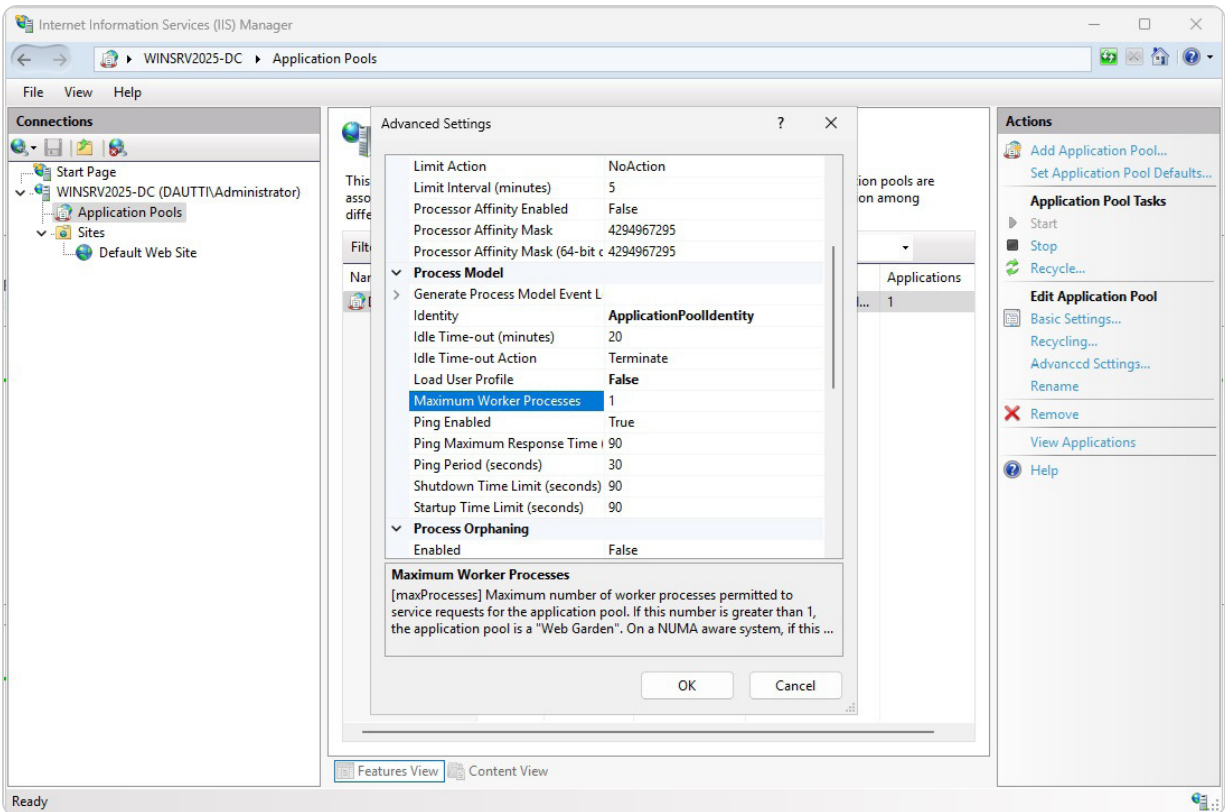 Internet Information Services (IIS) Manager
WINSRV2025-DC Application Pools
File View Help
Connections
Start Page
WINSRV2025-DC (DAUTTI\Administrator)
Application Pools
Sites
Default Web Site
This
asso
diffe
ion pools are
ion among
Filt
Nar
Applications
1
Advanced Settings
?
Limit Action NoAction
Limit Interval (minutes) 5
Processor Affinity Enabled False
Processor Affinity Mask 4294967295
Processor Affinity Mask (64-bit c 4294967295
Process Model
Generate Process Model Event L
Identity ApplicationPoolIdentity
Idle Time-out (minutes) 20
Idle Time-out Action Terminate
Load User Profile False
Maximum Worker Processes 1
Ping Enabled True
Ping Maximum Response Time ( 90
Ping Period (seconds) 30
Shutdown Time Limit (seconds) 90
Startup Time Limit (seconds) 90
Process Orphaning
Enabled False
Maximum Worker Processes
[maxProcesses] Maximum number of worker processes permitted to
service requests for the application pool. If this number is greater than 1,
the application pool is a "Web Garden". On a NUMA aware system, if this ...
OK Cancel
Features View Content View
Actions
Add Application Pool...
Set Application Pool Defaults...
Application Pool Tasks
Start
Stop
Recycle...
Edit Application Pool
Basic Settings...
Recycling...
Advanced Settings...
Rename
Remove
View Applications
Help
Ready